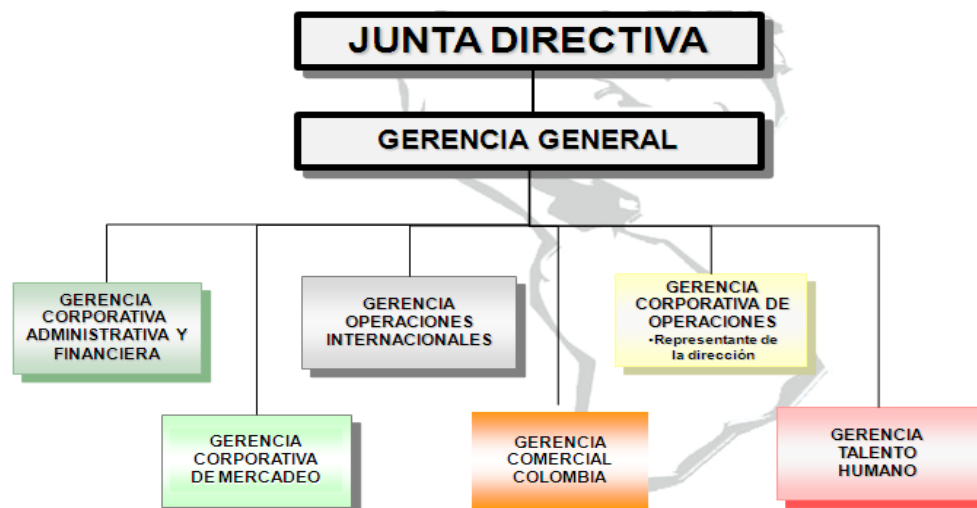 JUNTA DIRECTIVA
GERENCIA GENERAL
GERENCIA
CORPORATIVA
ADMINISTRATIVA Y
FINANCIERA
GERENCIA
OPERACIONES
INTERNACIONALES
GERENCIA
CORPORATIVA DE
OPERACIONES
•Representante de
la dirección
GERENCIA
CORPORATIVA
DE MERCADEO
GERENCIA
COMERCIAL
COLOMBIA
GERENCIA
TALENTO
HUMANO